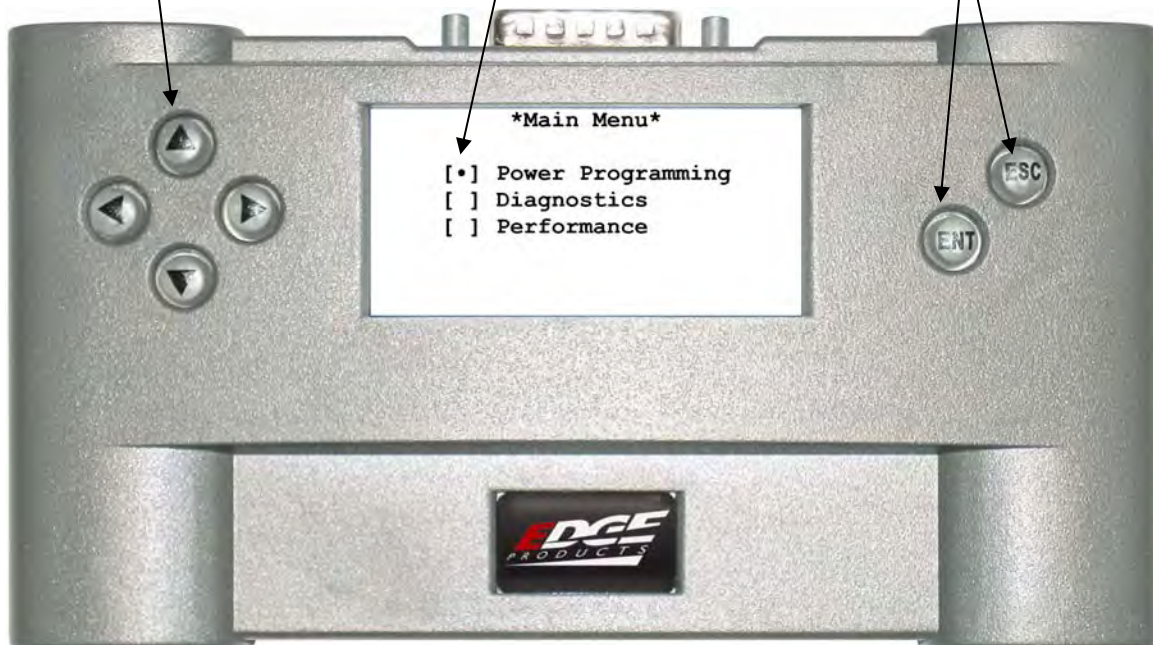 *Main Menu*
[•] Power Programming
[ ] Diagnostics
[ ] Performance
ESC
ENT
EDGE
PRODUCTS